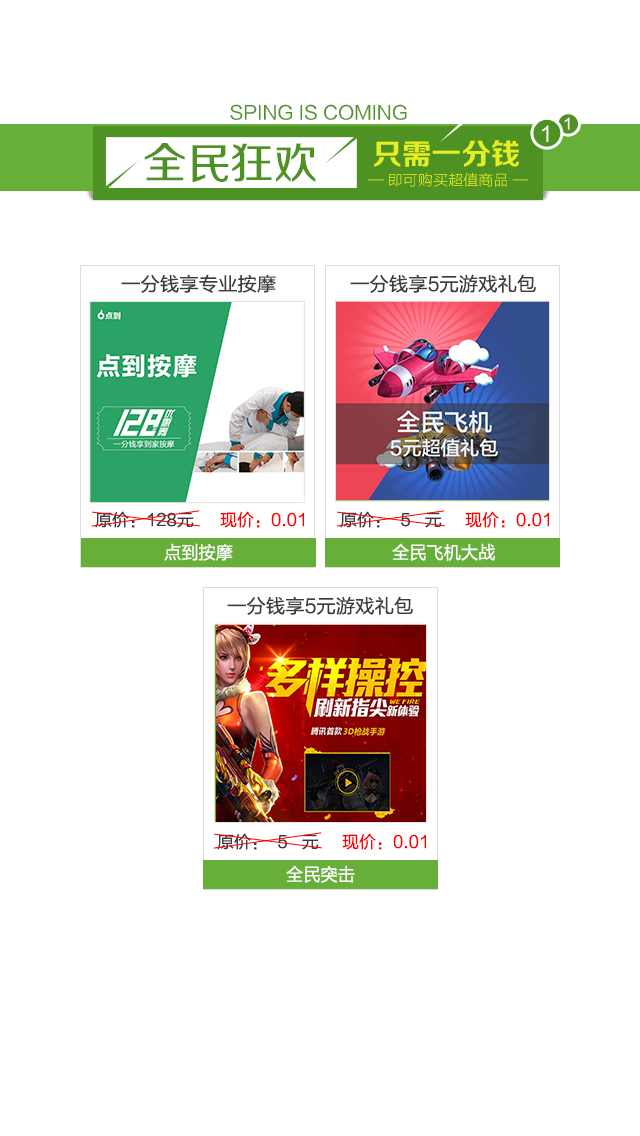 SPING IS COMING
全民狂欢
只需一分钱
即可购买超值商品
1 1
一分钱享专业按摩
点到
点到按摩
128优惠券
一分钱享到家按摩
原价：128元 现价：0.01
点到按摩
一分钱享5元游戏礼包
全民飞机
5元超值礼包
原价： 5 元 现价：0.01
全民飞机大战
一分钱享5元游戏礼包
多样操控
WE FIRE
刷新指尖新体验
腾讯首款3D枪战手游
原价： 5 元 现价：0.01
全民突击